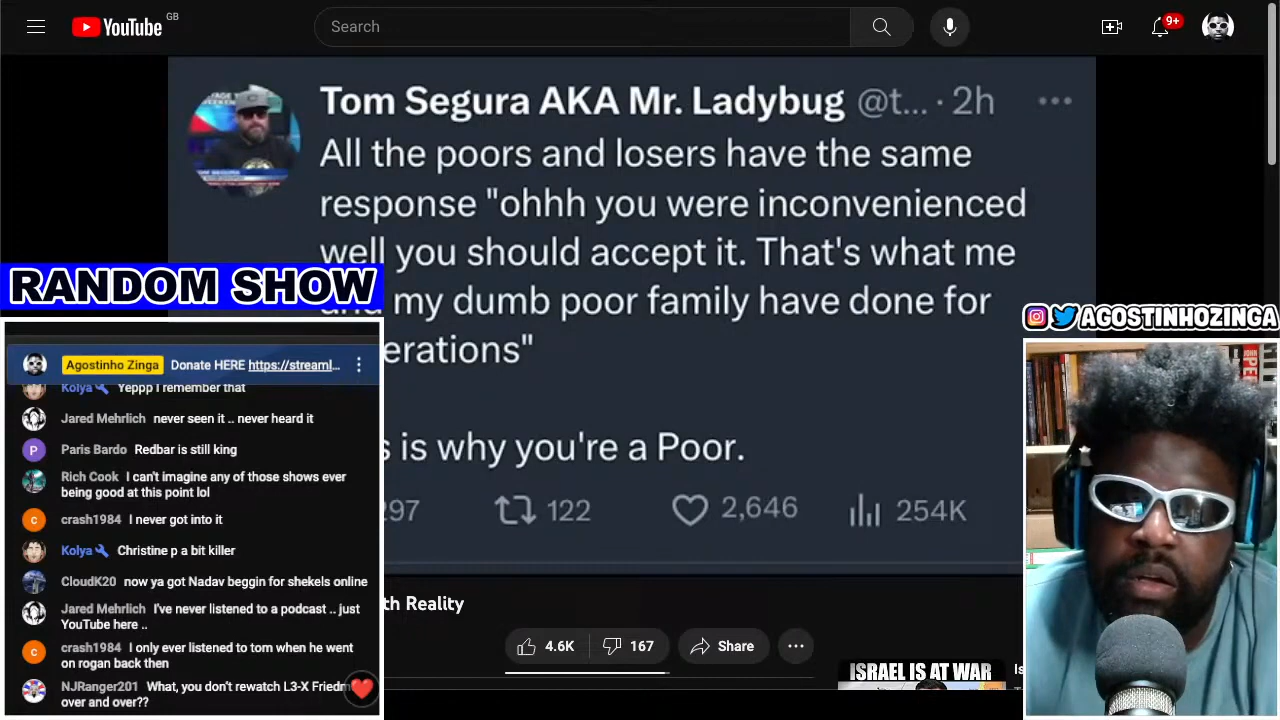 YouTube GB
Search
9+
Tom Segura AKA Mr. Ladybug @t... · 2h
All the poors and losers have the same
response "ohhh you were inconvenienced
well you should accept it. That's what me
my dumb poor family have done for
erations"
is why you're a Poor.
297 122 2,646 254K
RANDOM SHOW
Agostinho Zinga Donate HERE https://streaml...
Kolya Yeppp I remember that
Jared Mehrlich never seen it .. never heard it
P Paris Bardo Redbar is still king
Rich Cook I can't imagine any of those shows ever
being good at this point lol
c crash1984 I never got into it
Kolya Christine p a bit killer
CloudK20 now ya got Nadav beggin for shekels online
Jared Mehrlich I've never listened to a podcast .. just
YouTube here ..
c crash1984 I only ever listened to tom when he went
on rogan back then
NJRanger201 What, you don't rewatch L3-X Friedm
over and over??
th Reality
4.6K 167 Share
ISRAEL IS AT WAR
AGOSTINHOZINGA